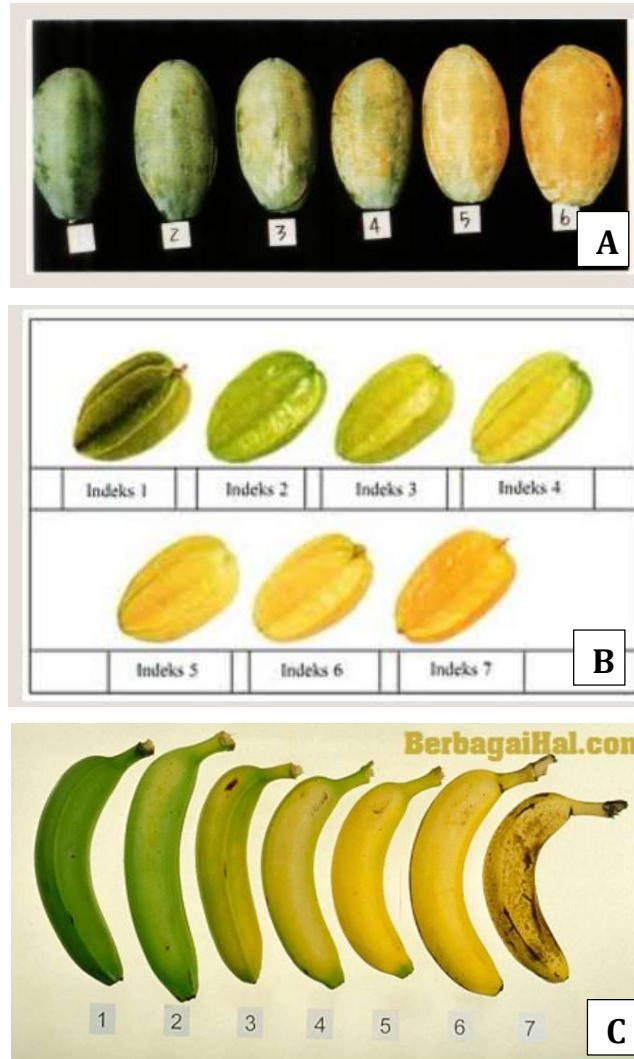 1 2 3 4 5 6
A
Indeks 1 Indeks 2 Indeks 3 Indeks 4
Indeks 5 Indeks 6 Indeks 7
B
BerbagaiHal.com
1 2 3 4 5 6 7
C